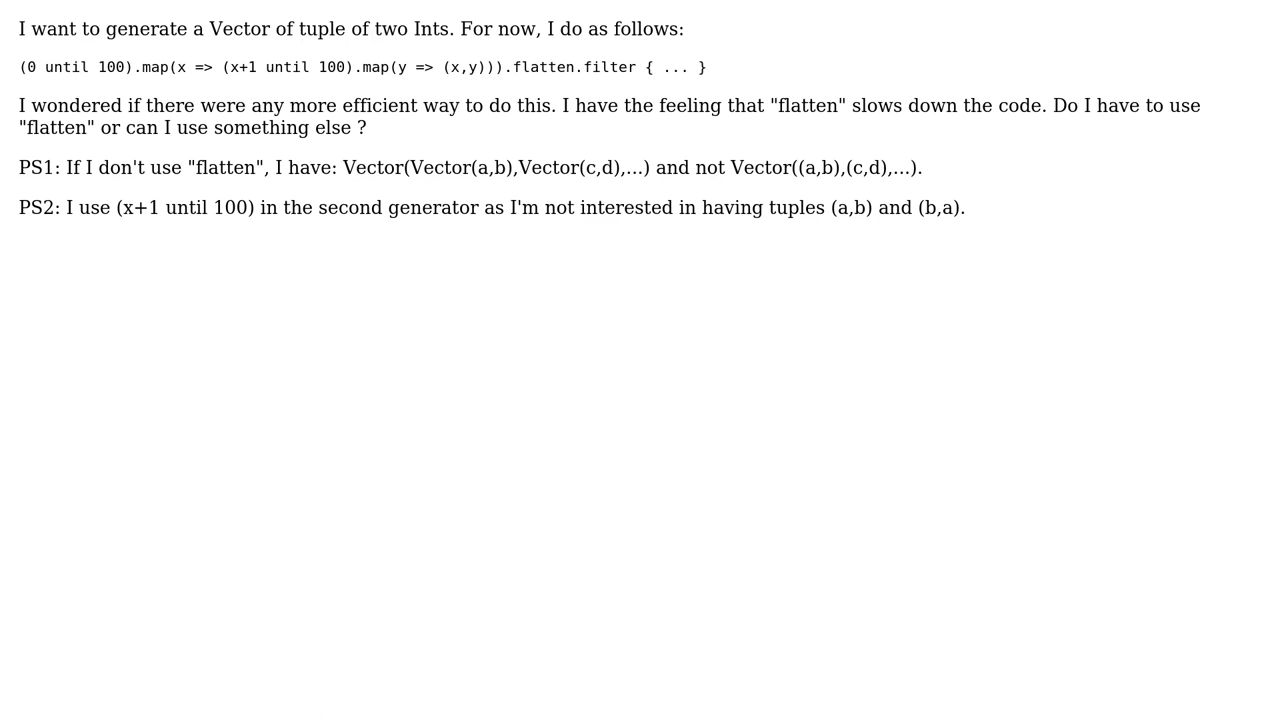 I want to generate a Vector of tuple of two Ints. For now, I do as follows:
(0 until 100).map(x => (x+1 until 100).map(y => (x,y))).flatten.filter { ... }
I wondered if there were any more efficient way to do this. I have the feeling that "flatten" slows down the code. Do I have to use
"flatten" or can I use something else ?
PS1: If I don't use "flatten", I have: Vector(Vector(a,b),Vector(c,d),...) and not Vector((a,b),(c,d),...).
PS2: I use (x+1 until 100) in the second generator as I'm not interested in having tuples (a,b) and (b,a).